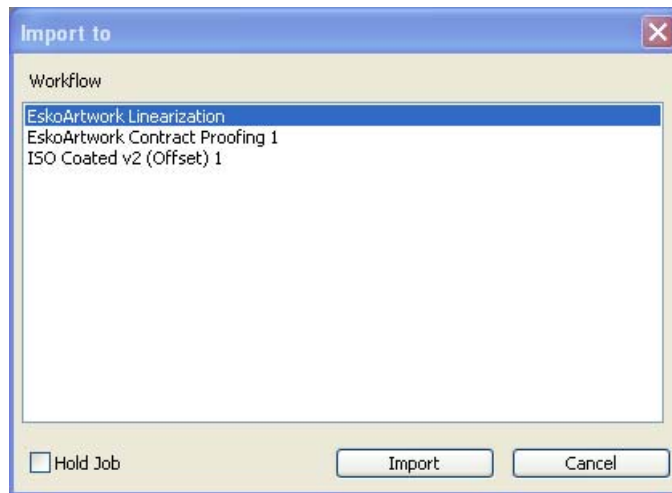 Import to
Workflow
EskoArtwork Linearization
EskoArtwork Contract Proofing 1
ISO Coated v2 (Offset) 1
Hold Job
Import
Cancel